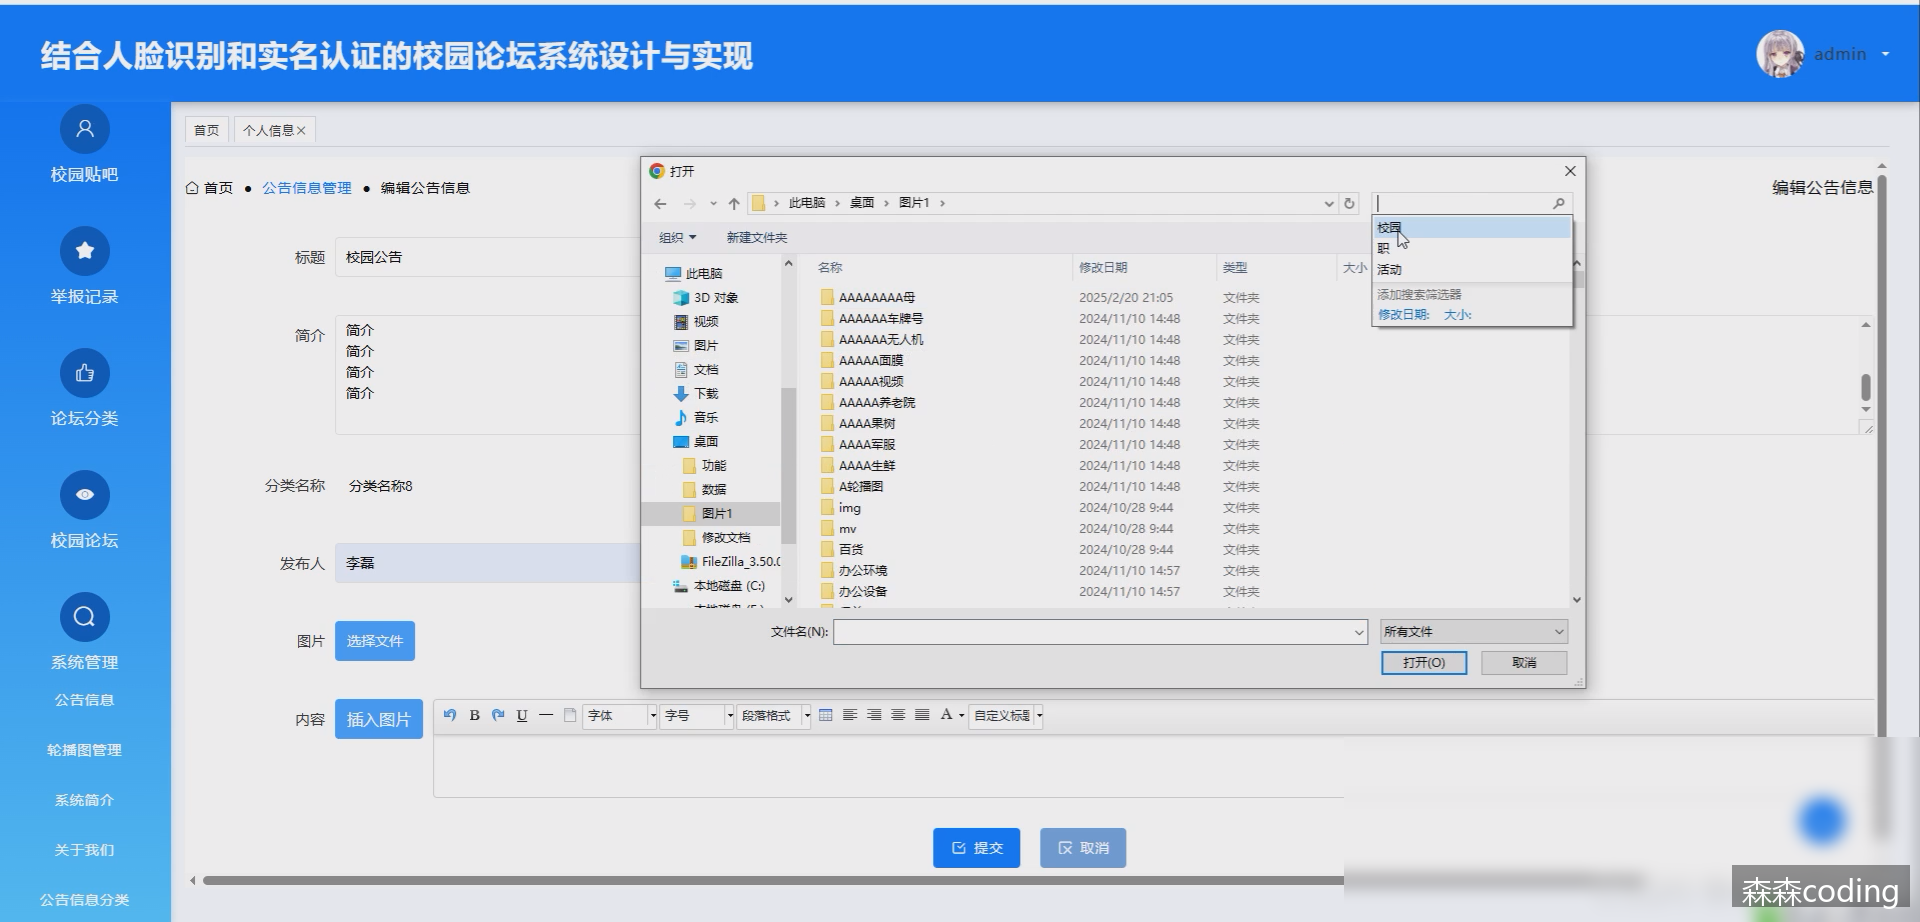 结合人脸识别和实名认证的校园论坛系统设计与实现
admin
校园贴吧
举报记录
论坛分类
校园论坛
系统管理
公告信息
轮播图管理
系统简介
关于我们
公告信息分类
首页
个人信息
首页 ● 公告信息管理 ● 编辑公告信息
编辑公告信息
标题
校园公告
简介
简介
简介
简介
简介
分类名称
分类名称8
发布人
李磊
图片
选择文件
内容
插入图片
B U 字体 字号 段落格式 A 自定义标题
提交
取消
打开
此电脑 › 桌面 › 图片1 ›
组织
新建文件夹
校园
职
活动
添加搜索筛选器
修改日期: 大小:
此电脑
3D 对象
视频
图片
文档
下载
音乐
桌面
功能
数据
图片1
修改文档
FileZilla_3.50.0
本地磁盘 (C:)
名称 修改日期 类型 大小
AAAAAAAA母 2025/2/20 21:05 文件夹
AAAAAA车牌号 2024/11/10 14:48 文件夹
AAAAAA无人机 2024/11/10 14:48 文件夹
AAAAA面膜 2024/11/10 14:48 文件夹
AAAAA视频 2024/11/10 14:48 文件夹
AAAAA养老院 2024/11/10 14:48 文件夹
AAAA果树 2024/11/10 14:48 文件夹
AAAA军服 2024/11/10 14:48 文件夹
AAAA生鲜 2024/11/10 14:48 文件夹
A轮播图 2024/11/10 14:48 文件夹
img 2024/10/28 9:44 文件夹
mv 2024/10/28 9:44 文件夹
百货 2024/10/28 9:44 文件夹
办公环境 2024/11/10 14:57 文件夹
办公设备 2024/11/10 14:57 文件夹
文件名(N):
所有文件
打开(O)
取消
森森coding